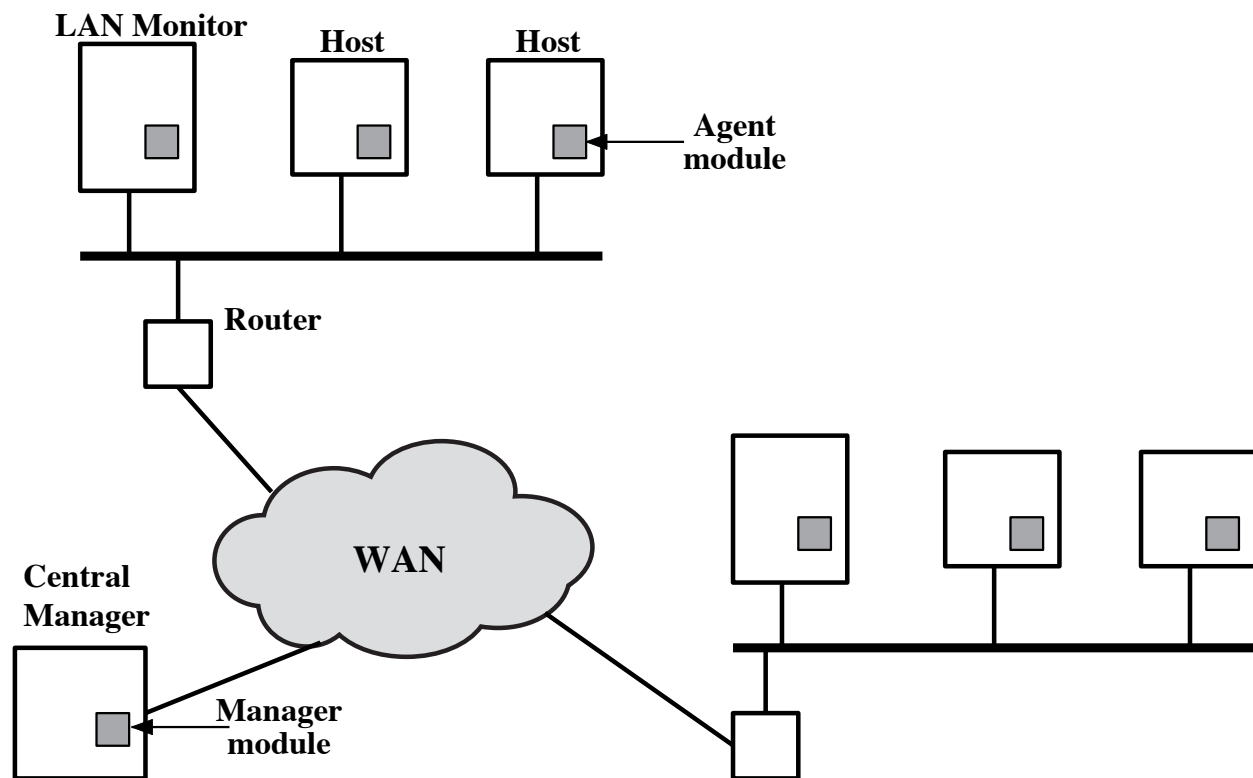 LAN Monitor
Host
Host
Agent
module
Router
WAN
Central
Manager
Manager
module